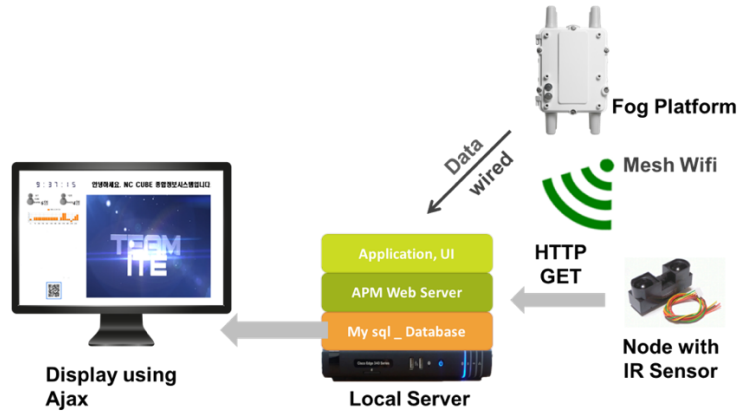 Fog Platform
Data
wired
Mesh Wifi
9:37:15
안녕하세요. NC CUBE 종합정보시스템입니다.
TEAM
ITE
Application, UI
APM Web Server
My sql _ Database
HTTP
GET
Node with
IR Sensor
Display using
Ajax
Local Server